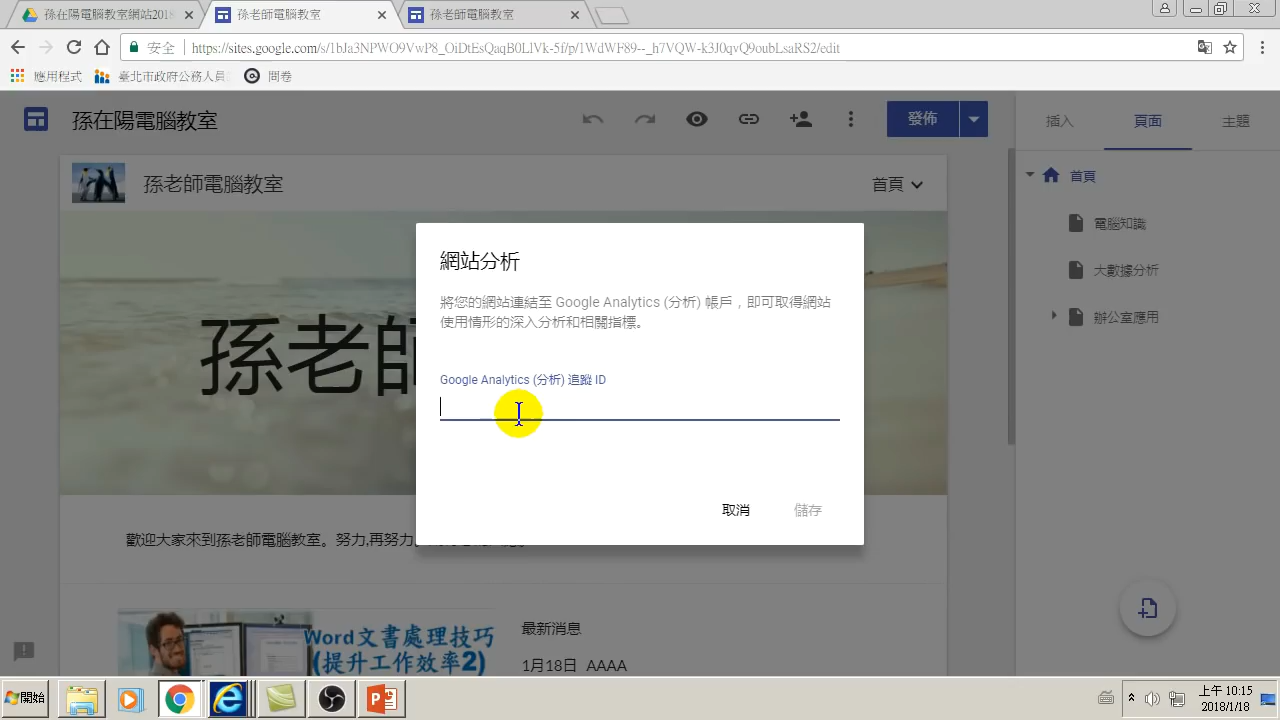 孫在陽電腦教室網站2018
孫老師電腦教室
孫老師電腦教室
安全
https://sites.google.com/s/1bJa3NPWO9VwP8_OiDtEsQaqB0LlVk-5i7p/1WdWF89--_h7VQW-k3J0qvQ9oubLsaRS2/edit
應用程式
臺北市政府公務人員
問卷
孫在陽電腦教室
發佈
插入
頁面
主題
孫老師電腦教室
首頁
首頁
電腦知識
大數據分析
辦公室應用
孫老師
網站分析
將您的網站連結至 Google Analytics (分析) 帳戶，即可取得網站
使用情形的深入分析和相關指標。
Google Analytics (分析) 追蹤 ID
取消
儲存
歡迎大家來到孫老師電腦教室。努力,再努力
Word文書處理技巧
(提升工作效率2)
最新消息
1月18日 AAAA
開始
上午 10:15
2018/1/18